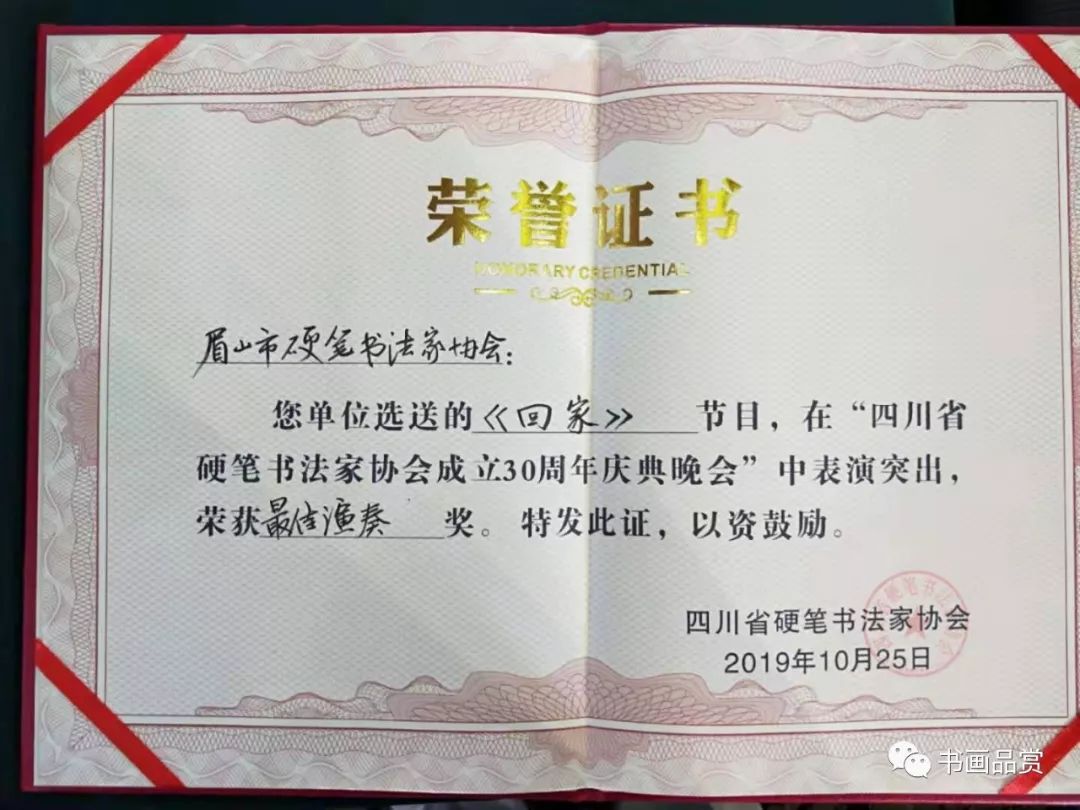 荣誉证书
HONORARY CREDENTIAL
眉山市硬笔书法家协会：
您单位选送的《回家》节目，在“四川省
硬笔书法家协会成立30周年庆典晚会”中表演突出，
荣获最佳演奏奖。特发此证，以资鼓励。
四川省硬笔书法家协会
2019年10月25日
书画品赏